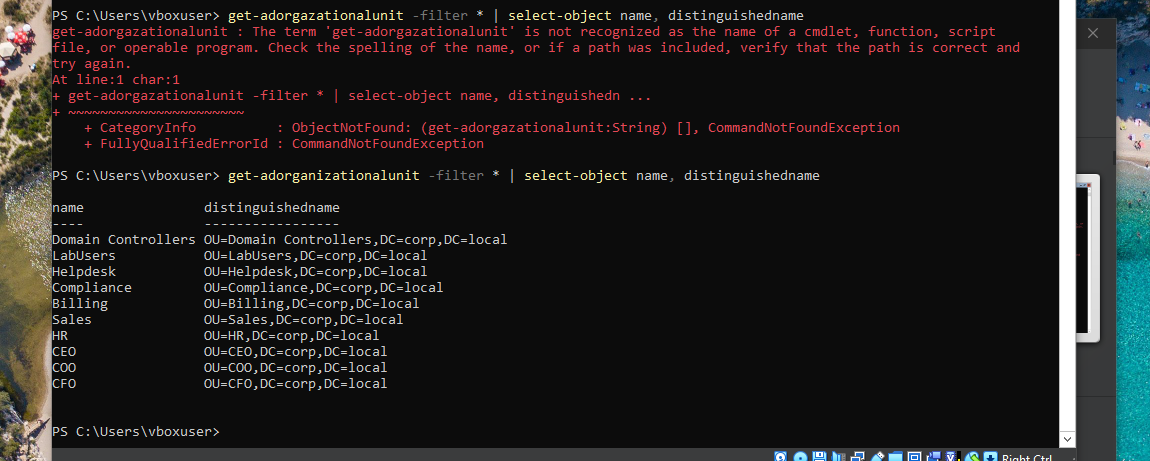 PS C:\Users\vboxuser> get-adorgazationalunit -filter * | select-object name, distinguishedname
get-adorgazationalunit : The term 'get-adorgazationalunit' is not recognized as the name of a cmdlet, function, script
file, or operable program. Check the spelling of the name, or if a path was included, verify that the path is correct and
try again.
At line:1 char:1
+ get-adorgazationalunit -filter * | select-object name, distinguishedn ...
+ ~~~~~~~~~~~~~~~~~~~~~~
    + CategoryInfo          : ObjectNotFound: (get-adorgazationalunit:String) [], CommandNotFoundException
    + FullyQualifiedErrorId : CommandNotFoundException
PS C:\Users\vboxuser> get-adorganizationalunit -filter * | select-object name, distinguishedname
name               distinguishedname
----               -----------------
Domain Controllers OU=Domain Controllers,DC=corp,DC=local
LabUsers           OU=LabUsers,DC=corp,DC=local
Helpdesk           OU=Helpdesk,DC=corp,DC=local
Compliance         OU=Compliance,DC=corp,DC=local
Billing            OU=Billing,DC=corp,DC=local
Sales              OU=Sales,DC=corp,DC=local
HR                 OU=HR,DC=corp,DC=local
CEO                OU=CEO,DC=corp,DC=local
COO                OU=COO,DC=corp,DC=local
CFO                OU=CFO,DC=corp,DC=local
PS C:\Users\vboxuser>
Right Ctrl